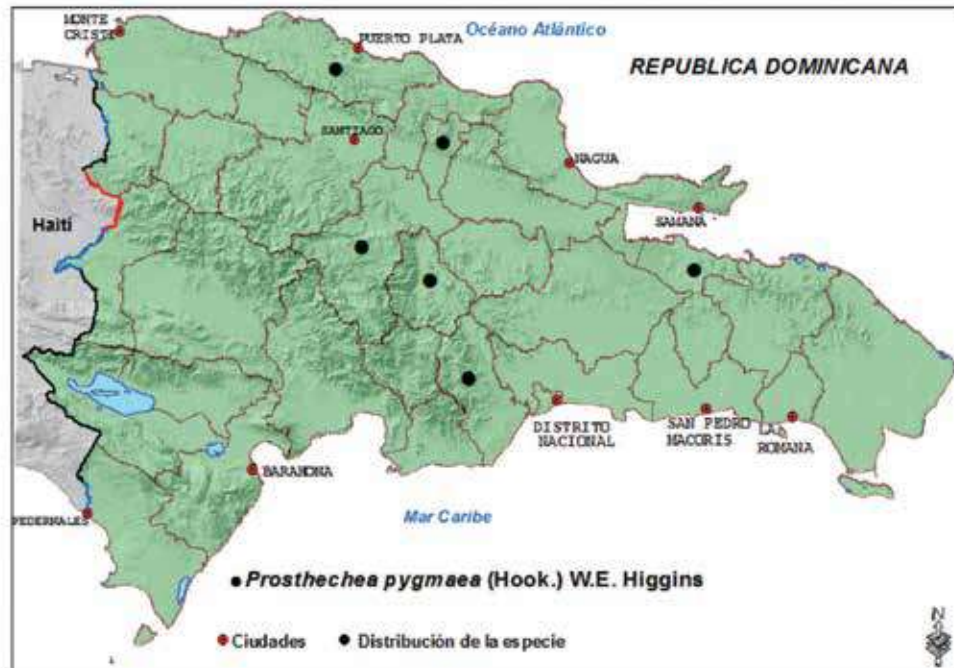 MONTE
CRISTI
PUERTO PLATA
Océano Atlántico
REPUBLICA DOMINICANA
SANTIAGO
NAGUA
SAMANA
Haití
DISTRITO
NACIONAL
SAN PEDRO
MACORIS
LA
ROMANA
BARAHONA
PEDERNALES
Mar Caribe
Prosthechea pygmaea (Hook.) W.E. Higgins
Ciudades
Distribución de la especie